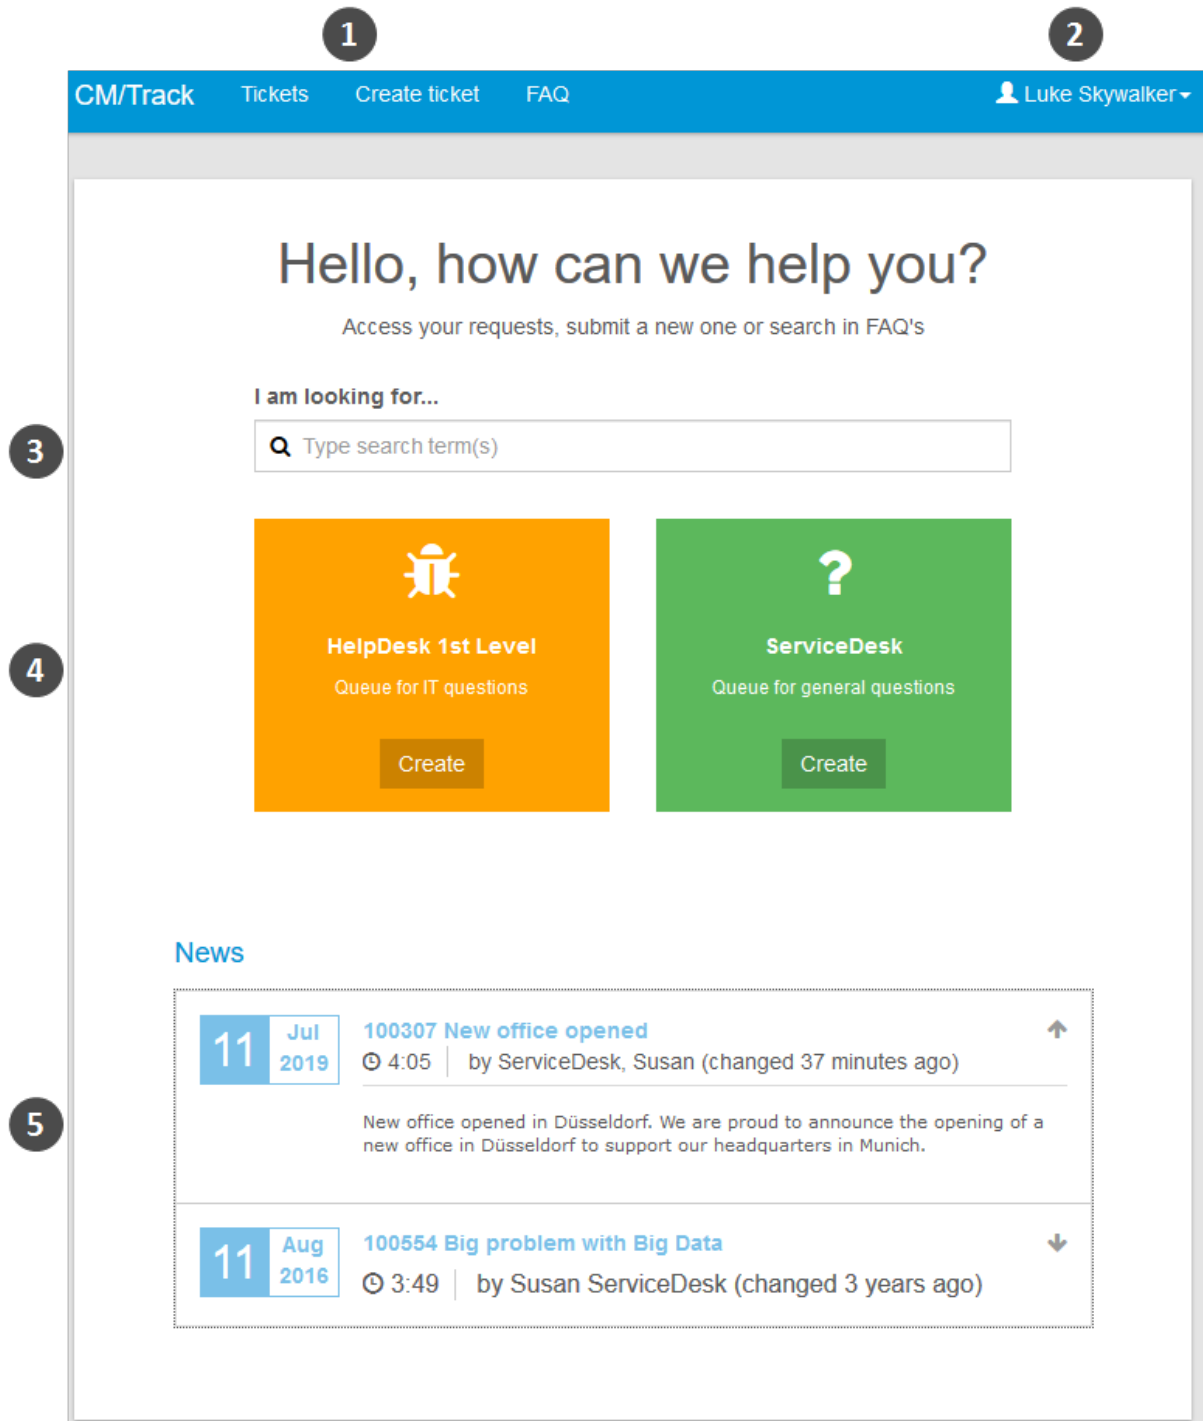 1
2
CM/Track Tickets Create ticket FAQ Luke Skywalker
Hello, how can we help you?
Access your requests, submit a new one or search in FAQ's
I am looking for...
3
Type search term(s)
4
HelpDesk 1st Level
Queue for IT questions
Create
ServiceDesk
Queue for general questions
Create
News
5
11 Jul 2019
100307 New office opened
4:05 by ServiceDesk, Susan (changed 37 minutes ago)
New office opened in Düsseldorf. We are proud to announce the opening of a
new office in Düsseldorf to support our headquarters in Munich.
11 Aug 2016
100554 Big problem with Big Data
3:49 by Susan ServiceDesk (changed 3 years ago)